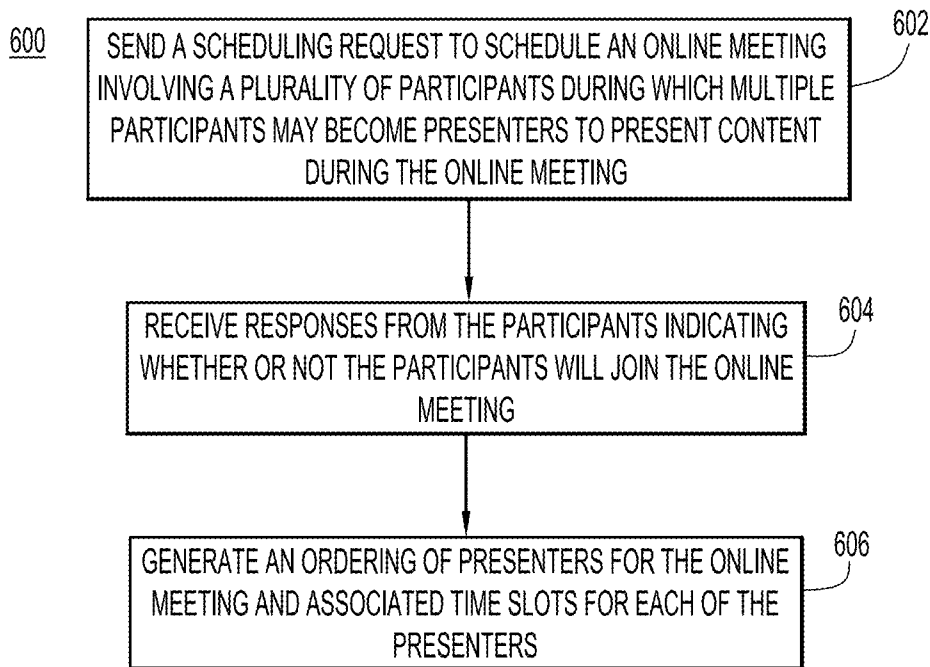 600
602
SEND A SCHEDULING REQUEST TO SCHEDULE AN ONLINE MEETING
INVOLVING A PLURALITY OF PARTICIPANTS DURING WHICH MULTIPLE
PARTICIPANTS MAY BECOME PRESENTERS TO PRESENT CONTENT
DURING THE ONLINE MEETING
604
RECEIVE RESPONSES FROM THE PARTICIPANTS INDICATING
WHETHER OR NOT THE PARTICIPANTS WILL JOIN THE ONLINE
MEETING
606
GENERATE AN ORDERING OF PRESENTERS FOR THE ONLINE
MEETING AND ASSOCIATED TIME SLOTS FOR EACH OF THE
PRESENTERS